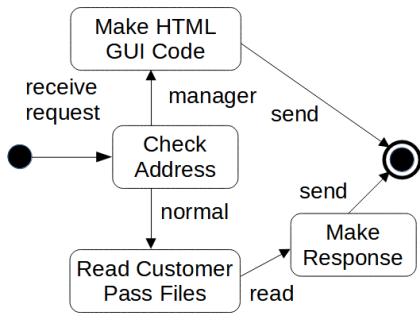 Make HTML
GUI Code
receive
request
manager
send
Check
Address
normal
send
Make
Response
Read Customer
Pass Files
read